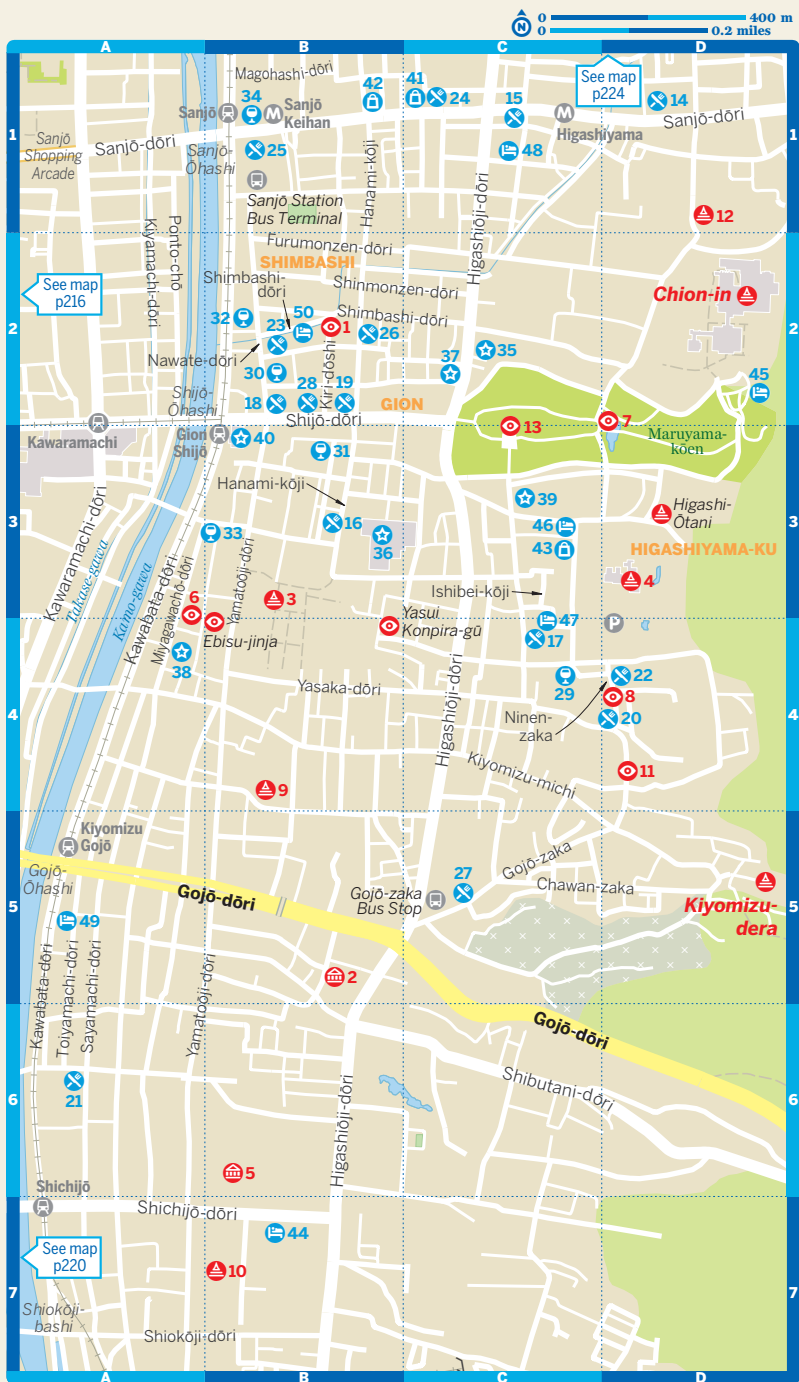 0 400 m
N 0 0.2 miles
A B C D
Magohashi-dōri
42
41
24
See map
p224
14
34
Sanjō
M Sanjō
Keihan
15
M
Higashiyama
Sanjō-dōri
1
1
Sanjō
Shopping
Arcade
Sanjō-dōri
Sanjō-
Ōhashi
25
48
Hanami-kōji
Sanjō Station
Bus Terminal
Higashiōji-dōri
12
Kiyamachi-dōri
Ponto-chō
Furumonzen-dōri
SHIMBASHI
Shimbashi-
dōri
Shinmonzen-dōri
Chion-in
See map
p216
2
2
32
23
50
1
Shimbashi-dōri
26
Nawate-dōri
37
35
30
28
19
Kiri-dōshi
45
Shijō-
Ōhashi
18
GION
Shijō-dōri
13
7
Kawaramachi
Gion
Shijō
40
31
Maruyama-
kōen
Hanami-kōji
39
Higashi-
Ōtani
3
3
33
16
36
46
43
HIGASHIYAMA-KU
Kawaramachi-dōri
Takase-gawa
Kamo-gawa
Kawabata-dōri
Miyagawachō-dōri
Yamatoōji-dōri
Ishibei-kōji
4
6
3
Ebisu-jinja
Yasui
Konpira-gū
47
17
P
38
Yasaka-dōri
Higashiōji-dōri
29
22
8
Ninen-
zaka
20
4
4
Kiyomizu-michi
11
9
Kiyomizu
Gojō
Gojō-
Ōhashi
Gojō-zaka
27
Chawan-zaka
Gojō-dōri
Gojō-zaka
Bus Stop
Kiyomizu-
dera
5
5
49
2
Kawabata-dōri
Toiyamachi-dōri
Sayamachi-dōri
Yamatoōji-dōri
Gojō-dōri
Shibutani-dōri
6
6
21
Higashiōji-dōri
5
Shichijō
Shichijō-dōri
44
See map
p220
10
7
7
Shiokōji-
bashi
Shiokōji-dōri
A B C D